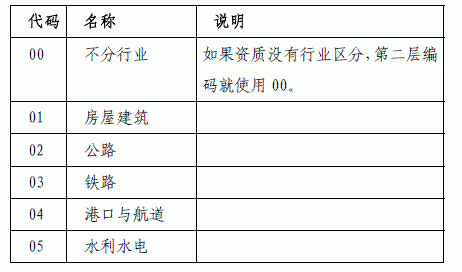 代码 名称 说明
00 不分行业 如果资质没有行业区分，第二层编
码就使用 00。
01 房屋建筑
02 公路
03 铁路
04 港口与航道
05 水利水电